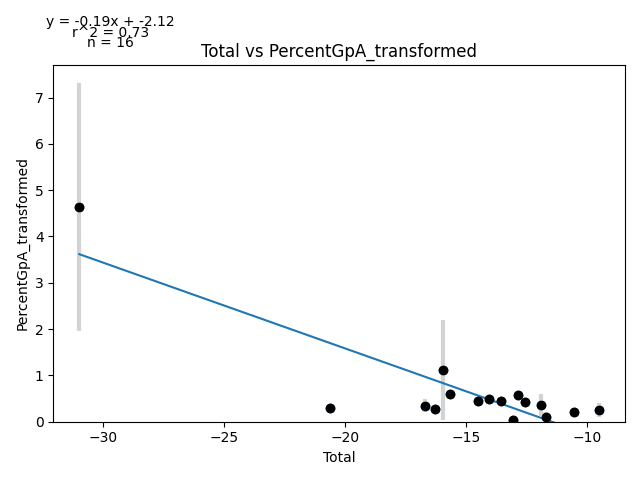 y = -0.19x + -2.12
r^2 = 0.73
n = 16
Total vs PercentGpA_transformed
PercentGpA_transformed
7
6
5
4
3
2
1
0
−30
−25
−20
−15
−10
Total